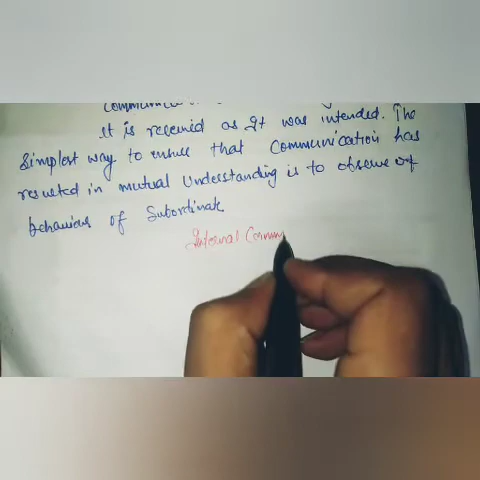 It is received as It was intended. The
Simplest way to ensure that Communication has
resulted in mutual Understanding is to observe of
behaviour of Subordinate
Internal Comm